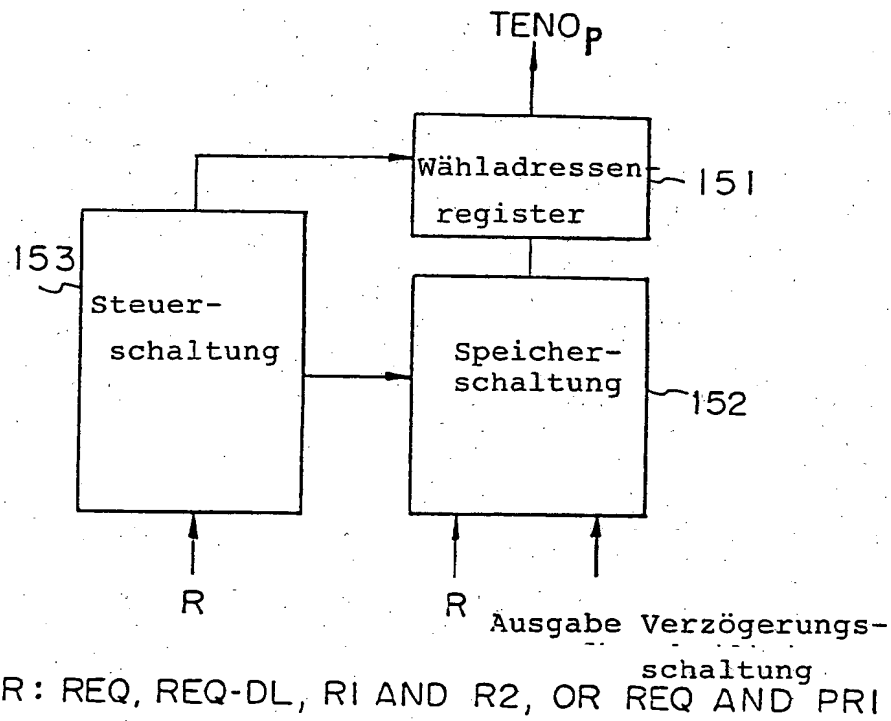 TENOP
Wähladressen-
register
151
153
Steuer-
schaltung
Speicher-
schaltung
152
R
R
Ausgabe Verzögerungs-
schaltung
R: REQ, REQ-DL, R1 AND R2, OR REQ AND PRI